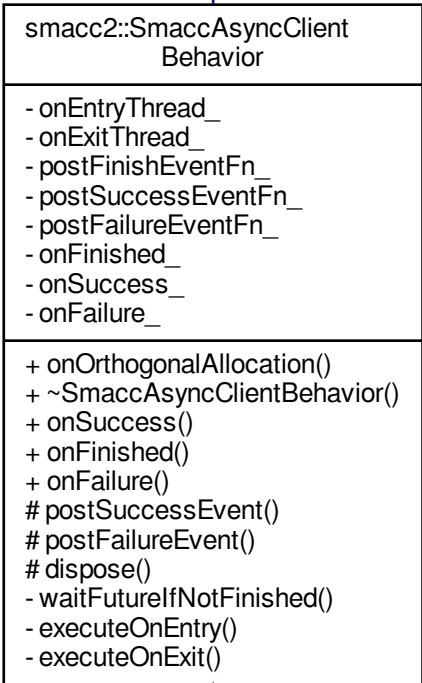 smacc2::SmaccAsyncClient
Behavior
- onEntryThread_
- onExitThread_
- postFinishEventFn_
- postSuccessEventFn_
- postFailureEventFn_
- onFinished_
- onSuccess_
- onFailure_
+ onOrthogonalAllocation()
+ ~SmaccAsyncClientBehavior()
+ onSuccess()
+ onFinished()
+ onFailure()
# postSuccessEvent()
# postFailureEvent()
# dispose()
- waitFutureIfNotFinished()
- executeOnEntry()
- executeOnExit()